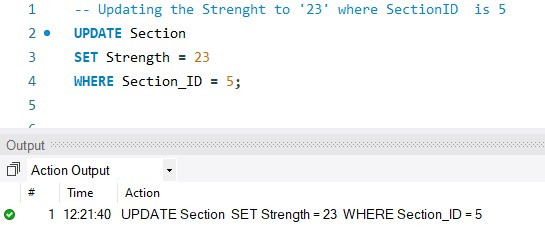 1 -- Updating the Strenght to '23' where SectionID  is 5
2 UPDATE Section
3 SET Strength = 23
4 WHERE Section_ID = 5;
5
Output
Action Output
# Time Action
1 12:21:40 UPDATE Section SET Strength = 23 WHERE Section_ID = 5